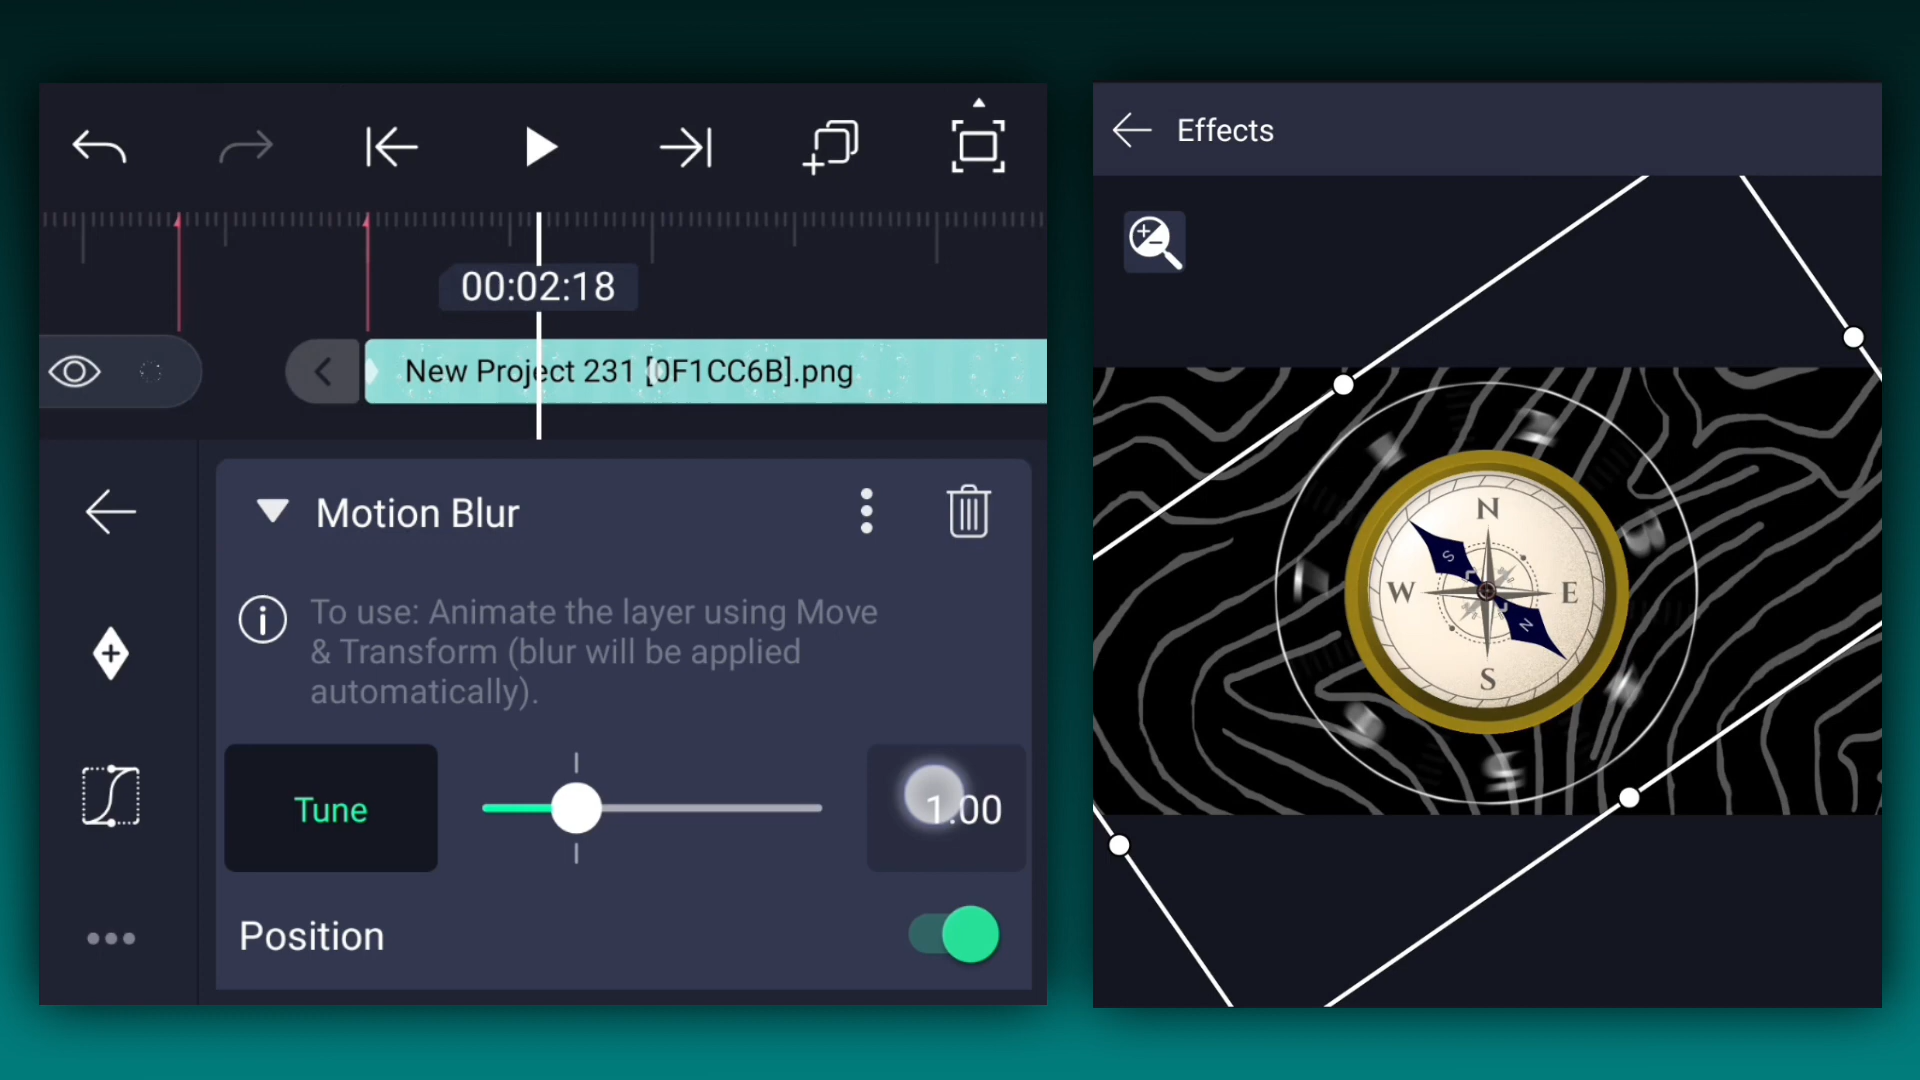 00:02:18
New Project 231 [0F1CC6B].png
Motion Blur
To use: Animate the layer using Move
& Transform (blur will be applied
automatically).
Tune
1.00
Position
Effects
N
S
W
E
N
S